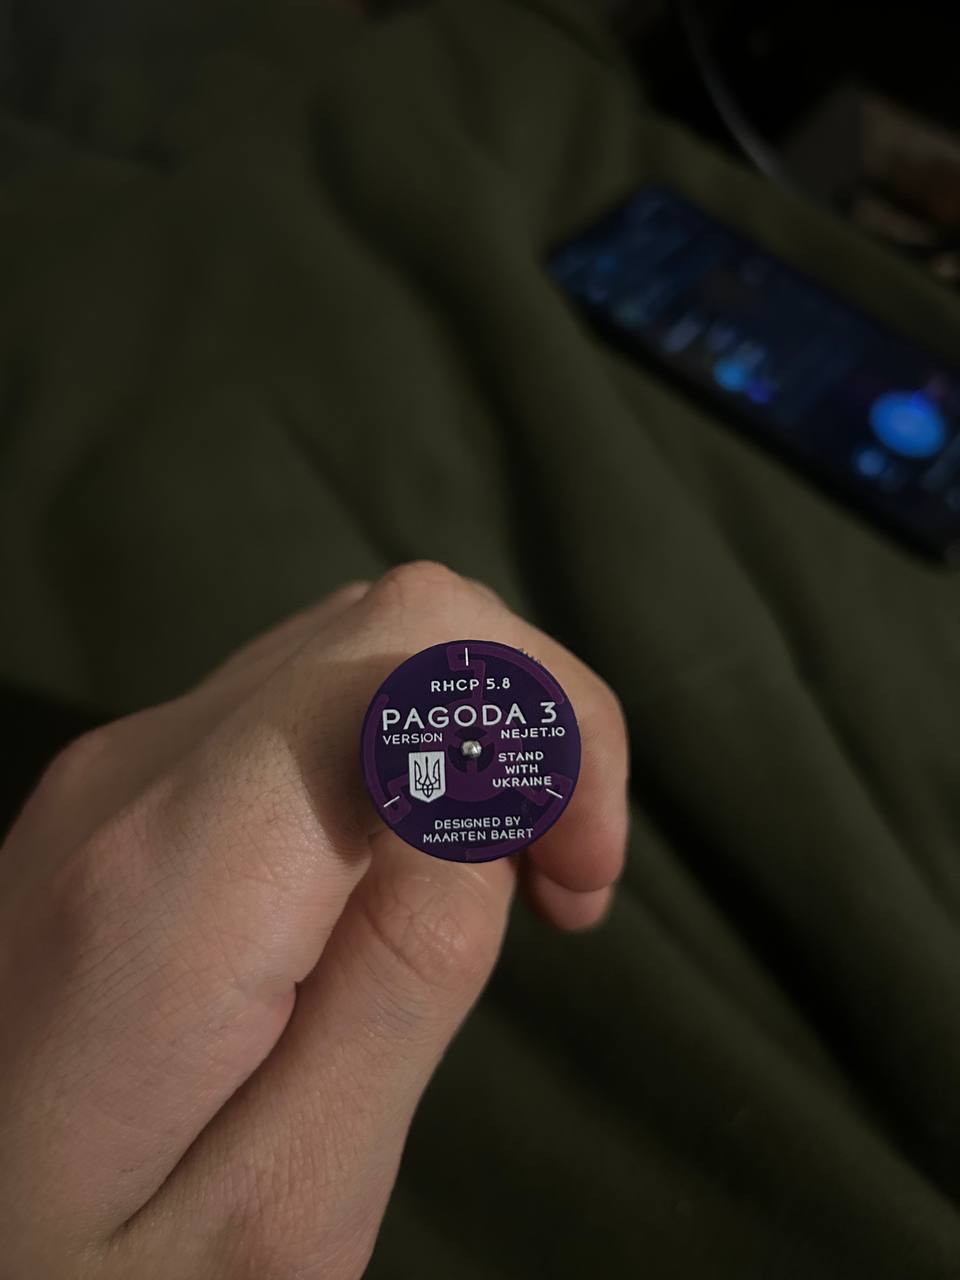 RHCP 5.8
PAGODA 3
VERSION NEJET.IO
STAND
WITH
UKRAINE
DESIGNED BY
MAARTEN BAERT